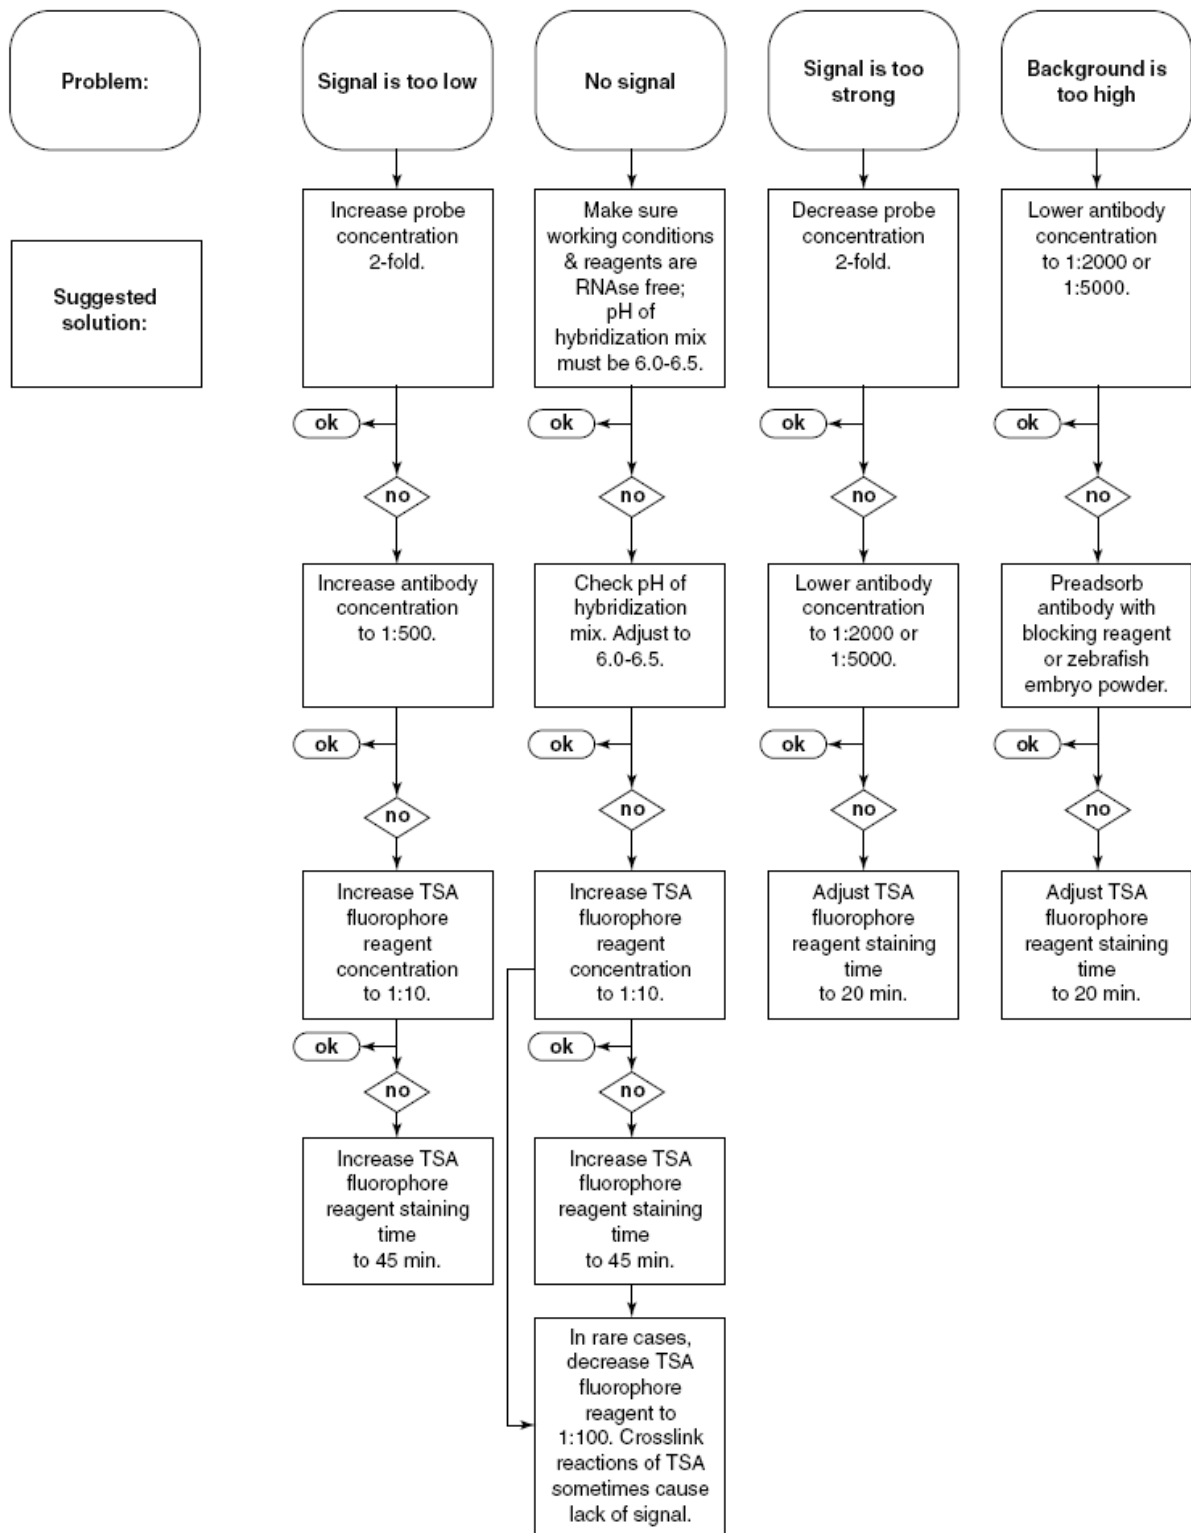 Problem:
Suggested
solution:
Signal is too low
Increase probe
concentration
2-fold.
ok
no
Increase antibody
concentration
to 1:500.
ok
no
Increase TSA
fluorophore
reagent
concentration
to 1:10.
ok
no
Increase TSA
fluorophore
reagent staining
time
to 45 min.
No signal
Make sure
working conditions
& reagents are
RNAse free;
pH of
hybridization mix
must be 6.0-6.5.
ok
no
Check pH of
hybridization
mix. Adjust to
6.0-6.5.
ok
no
Increase TSA
fluorophore
reagent
concentration
to 1:10.
ok
no
Increase TSA
fluorophore
reagent staining
time
to 45 min.
In rare cases,
decrease TSA
fluorophore
reagent to
1:100. Crosslink
reactions of TSA
sometimes cause
lack of signal.
Signal is too
strong
Decrease probe
concentration
2-fold.
ok
no
Lower antibody
concentration
to 1:2000 or
1:5000.
ok
no
Adjust TSA
fluorophore
reagent staining
time
to 20 min.
Background is
too high
Lower antibody
concentration
to 1:2000 or
1:5000.
ok
no
Preadsorb
antibody with
blocking reagent
or zebrafish
embryo powder.
ok
no
Adjust TSA
fluorophore
reagent staining
time
to 20 min.